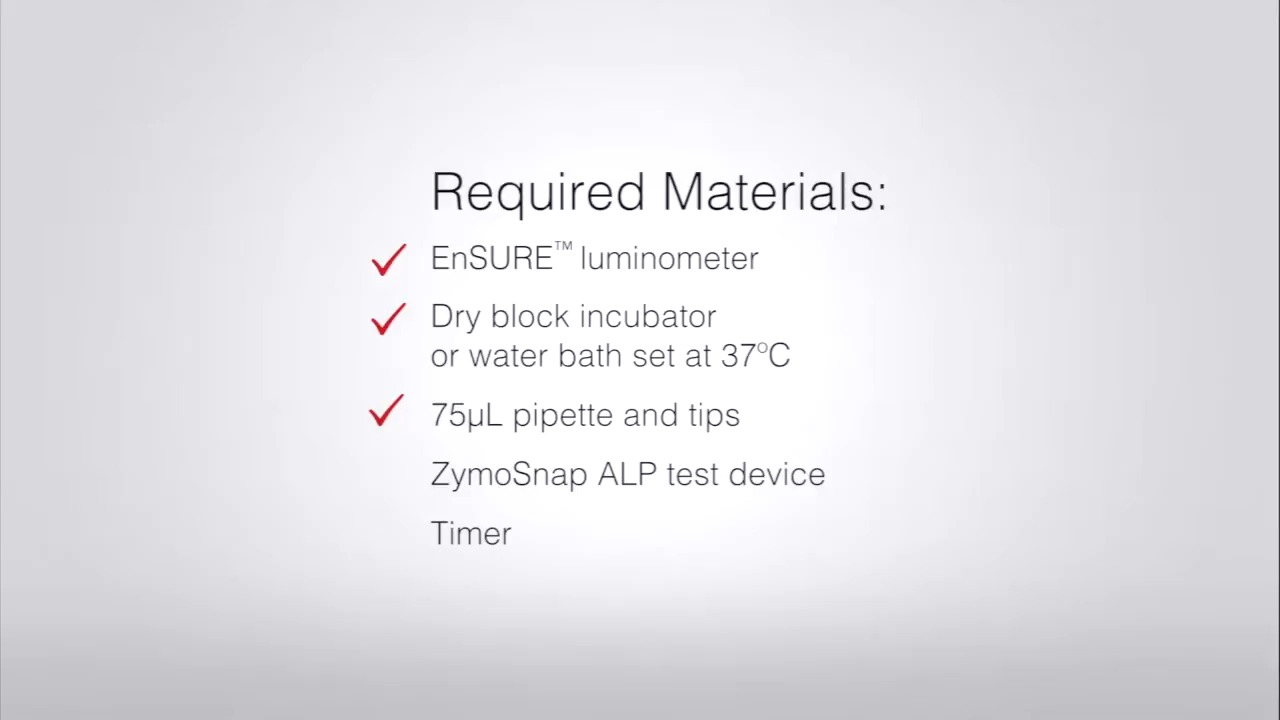 Required Materials:
EnSURE™ luminometer
Dry block incubator
or water bath set at 37ºC
75µL pipette and tips
ZymoSnap ALP test device
Timer